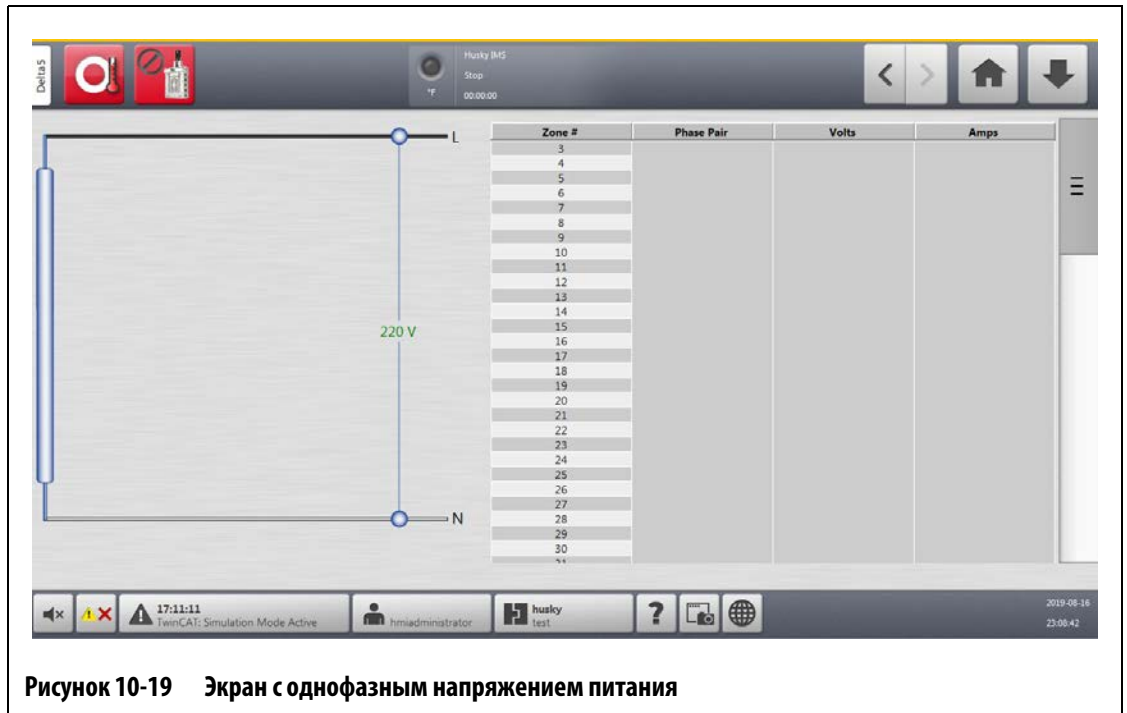 Delta5
Husky IMS
Stop
°F
00:00:00
L
220 V
N
Zone # Phase Pair Volts Amps
3
4
5
6
7
8
9
10
11
12
13
14
15
16
17
18
19
20
21
22
23
24
25
26
27
28
29
30
31
17:11:11
TwinCAT: Simulation Mode Active
hmiadministrator
husky
test
?
2019-08-16
23:08:42
Рисунок 10-19 Экран с однофазным напряжением питания